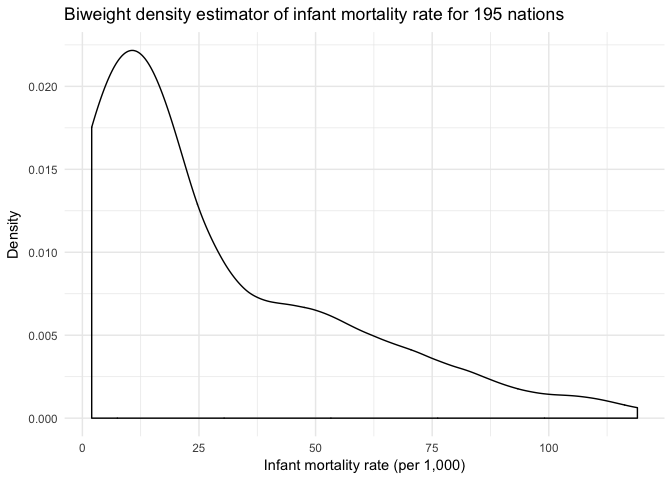 Biweight density estimator of infant mortality rate for 195 nations
Density
0.020
0.015
0.010
0.005
0.000
0 25 50 75 100
Infant mortality rate (per 1,000)